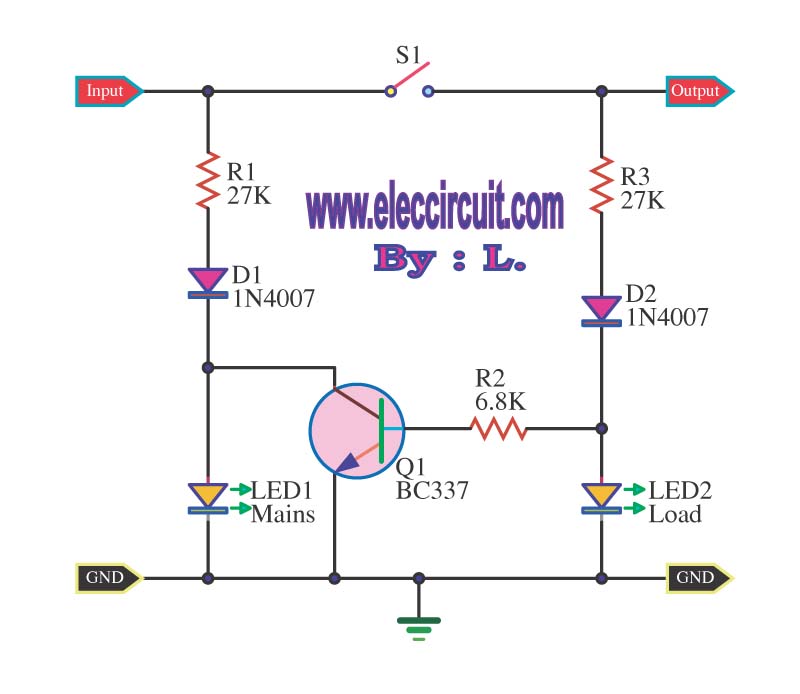 S1
Input
Output
R1
27K
R3
27K
www.eleccircuit.com
By : L.
D1
1N4007
D2
1N4007
R2
6.8K
Q1
BC337
LED1
Mains
LED2
Load
GND
GND